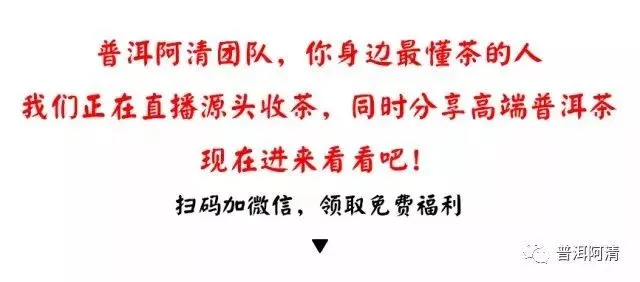 普洱阿清团队，你身边最懂茶的人
我们正在直播源头收茶，同时分享高端普洱茶
现在进来看看吧！
扫码加微信，领取免费福利
普洱阿清